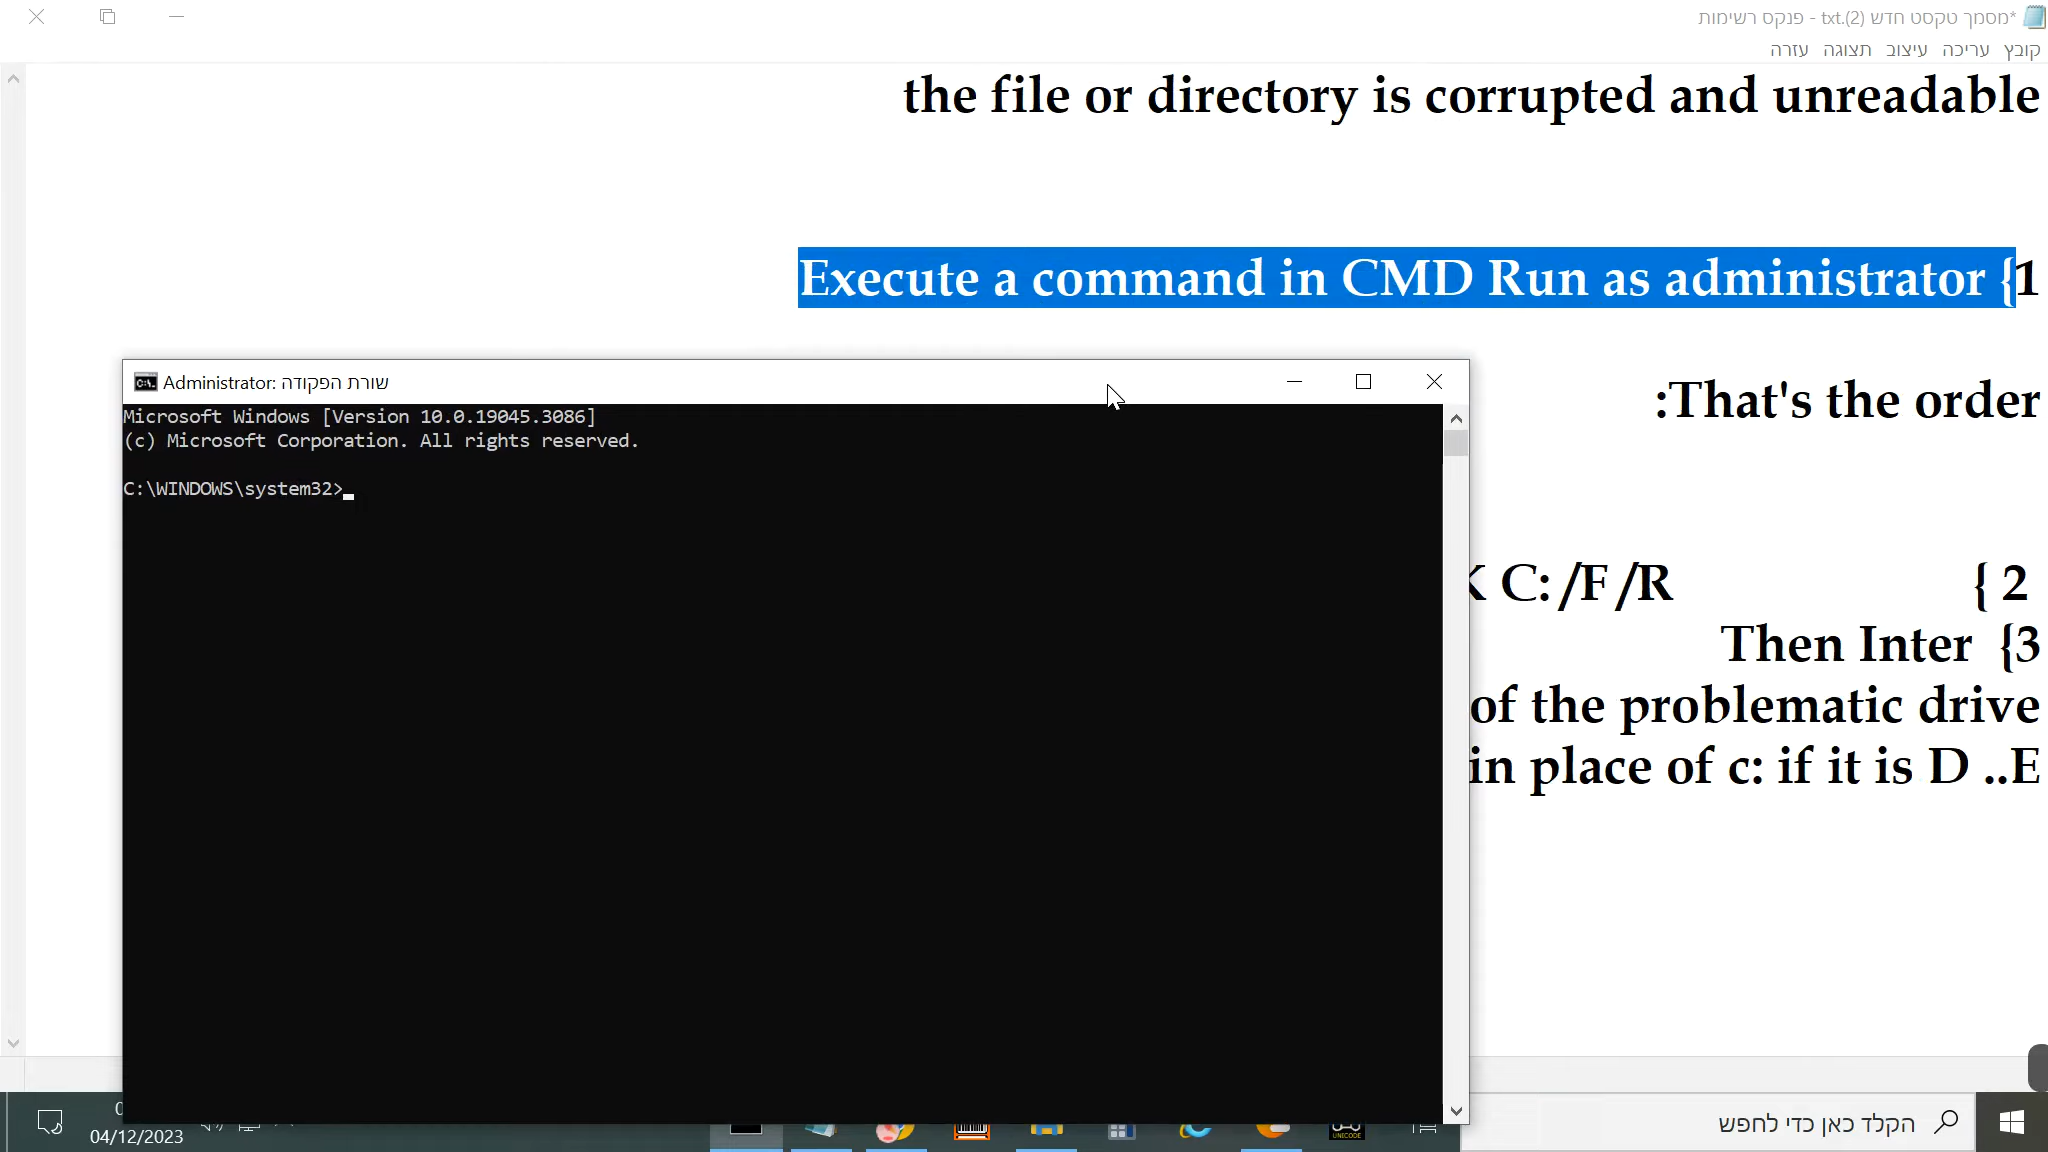 *מסמך טקסט חדש (2).txt - פנקס רשימות
קובץ עריכה עיצוב תצוגה עזרה
the file or directory is corrupted and unreadable
Execute a command in CMD Run as administrator {1
:That's the order
Administrator: שורת הפקודה
Microsoft Windows [Version 10.0.19045.3086]
(c) Microsoft Corporation. All rights reserved.
C:\WINDOWS\system32>
C: /F /R { 2
Then Inter {3
of the problematic drive
in place of c: if it is D ..E
הקלד כאן כדי לחפש
UNICODE
04/12/2023